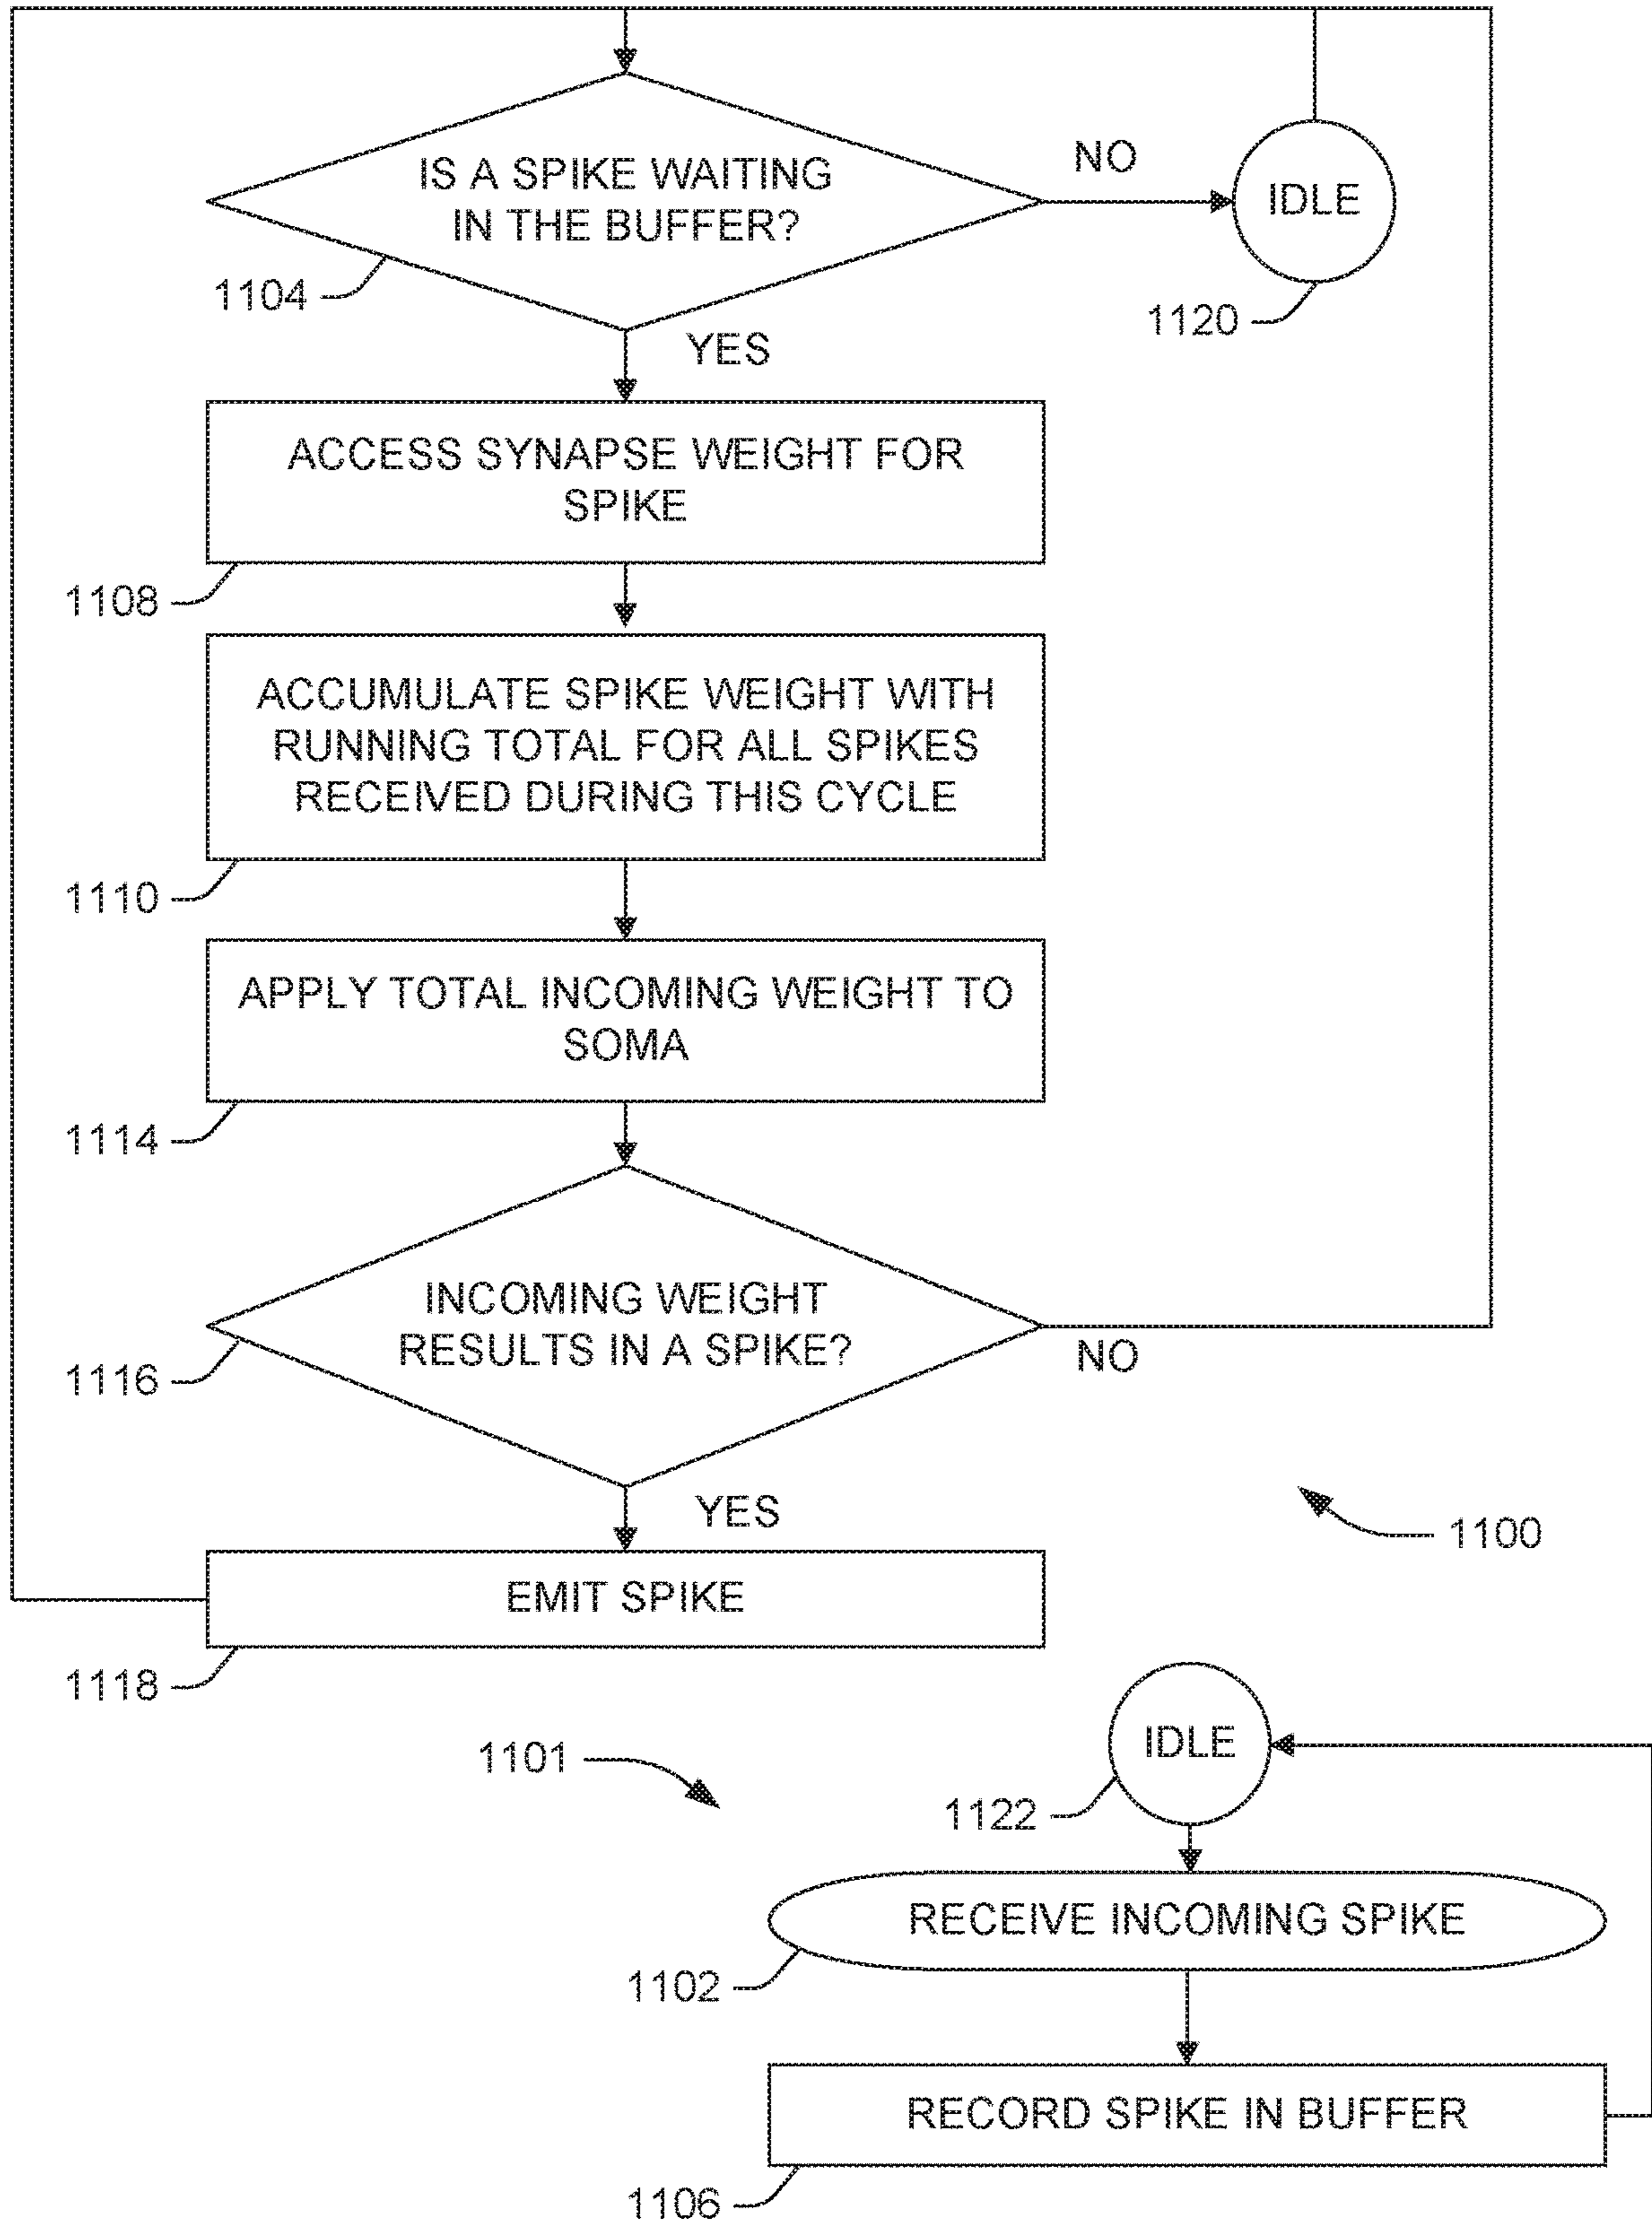 IS A SPIKE WAITING
IN THE BUFFER?
NO
IDLE
1104
1120
YES
ACCESS SYNAPSE WEIGHT FOR
SPIKE
1108
ACCUMULATE SPIKE WEIGHT WITH
RUNNING TOTAL FOR ALL SPIKES
RECEIVED DURING THIS CYCLE
1110
APPLY TOTAL INCOMING WEIGHT TO
SOMA
1114
INCOMING WEIGHT
RESULTS IN A SPIKE?
NO
1116
YES
1100
EMIT SPIKE
1118
1101
IDLE
1122
RECEIVE INCOMING SPIKE
1102
RECORD SPIKE IN BUFFER
1106